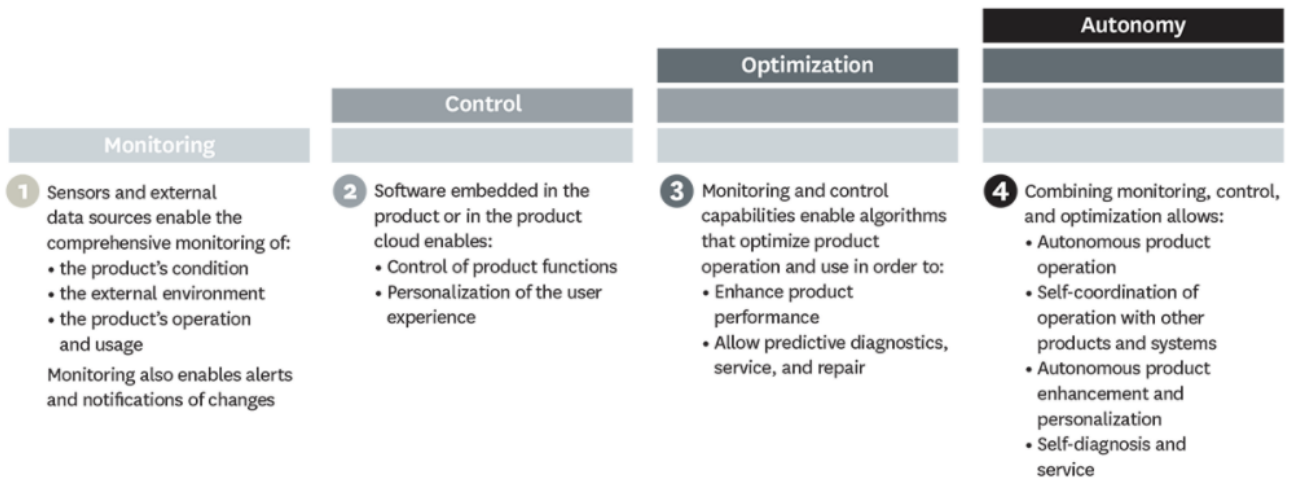 Monitoring
1
Sensors and external
data sources enable the
comprehensive monitoring of:
• the product's condition
• the external environment
• the product's operation
and usage
Monitoring also enables alerts
and notifications of changes
Control
2
Software embedded in the
product or in the product
cloud enables:
• Control of product functions
• Personalization of the user
experience
Optimization
3
Monitoring and control
capabilities enable algorithms
that optimize product
operation and use in order to:
• Enhance product
performance
• Allow predictive diagnostics,
service, and repair
Autonomy
4
Combining monitoring, control,
and optimization allows:
• Autonomous product
operation
• Self-coordination of
operation with other
products and systems
• Autonomous product
enhancement and
personalization
• Self-diagnosis and
service